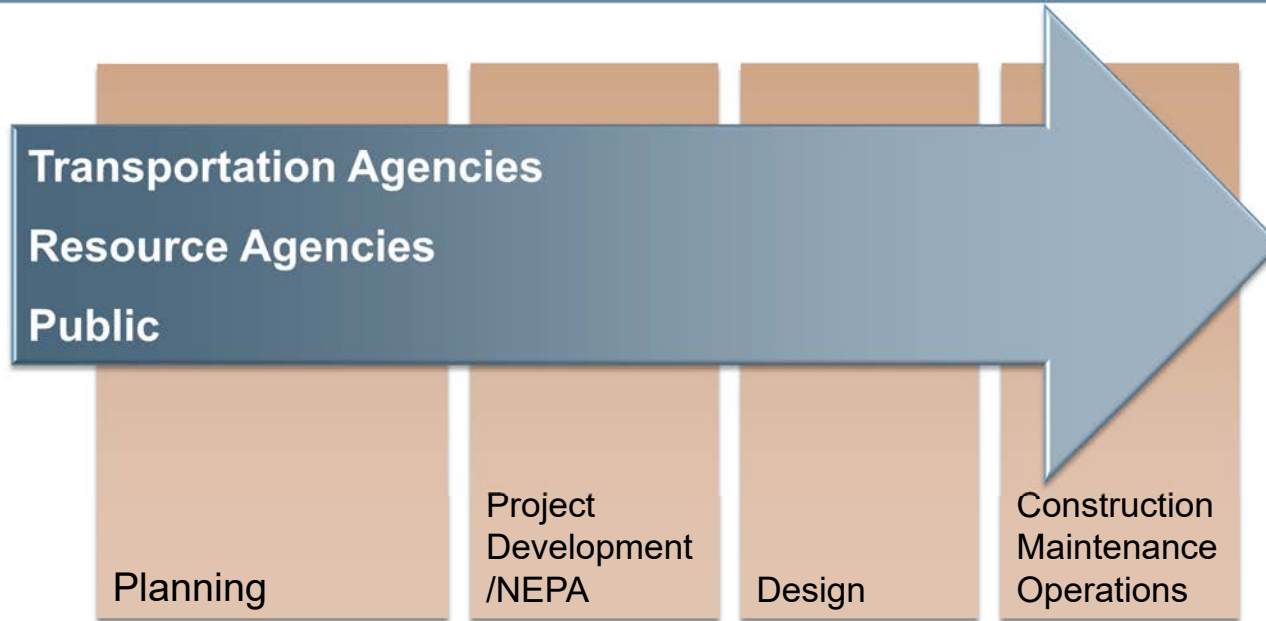 Transportation Agencies
Resource Agencies
Public
Planning
Project
Development
/NEPA
Design
Construction
Maintenance
Operations